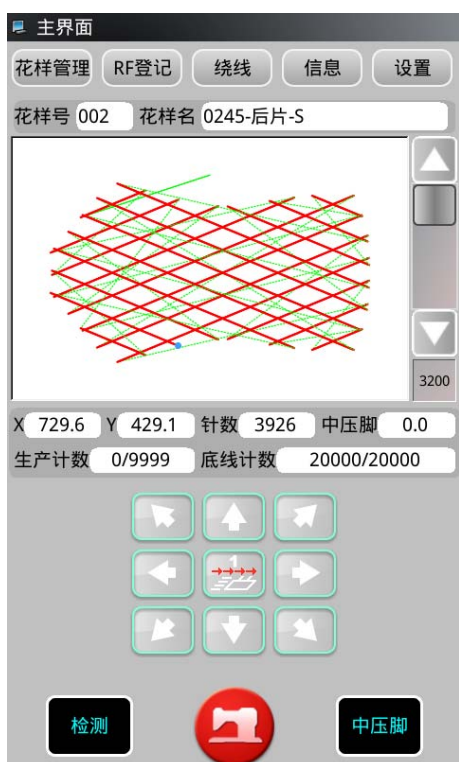 主界面
花样管理 RF登记 绕线 信息 设置
花样号 002 花样名 0245-后片-S
3200
X 729.6 Y 429.1 针数 3926 中压脚 0.0
生产计数 0/9999 底线计数 20000/20000
1
检测 中压脚